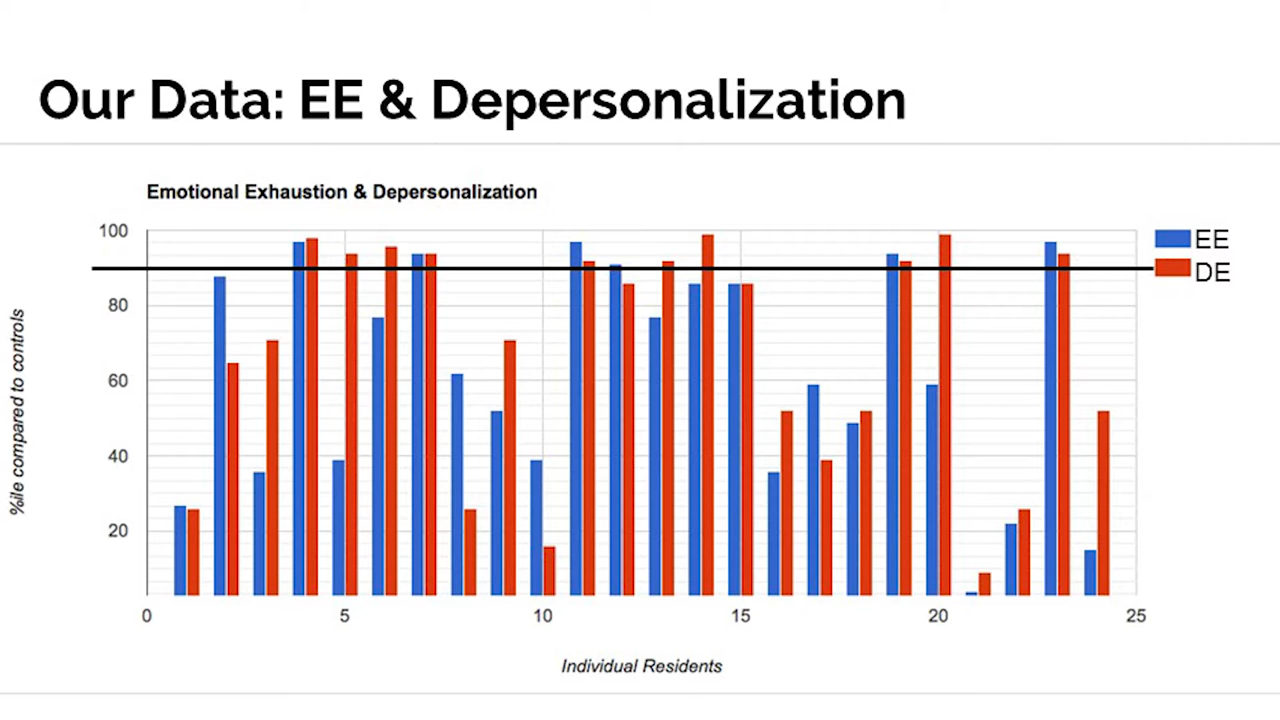 Our Data: EE & Depersonalization
Emotional Exhaustion & Depersonalization
100
80
60
40
20
%ile compared to controls
EE
DE
0 5 10 15 20 25
Individual Residents